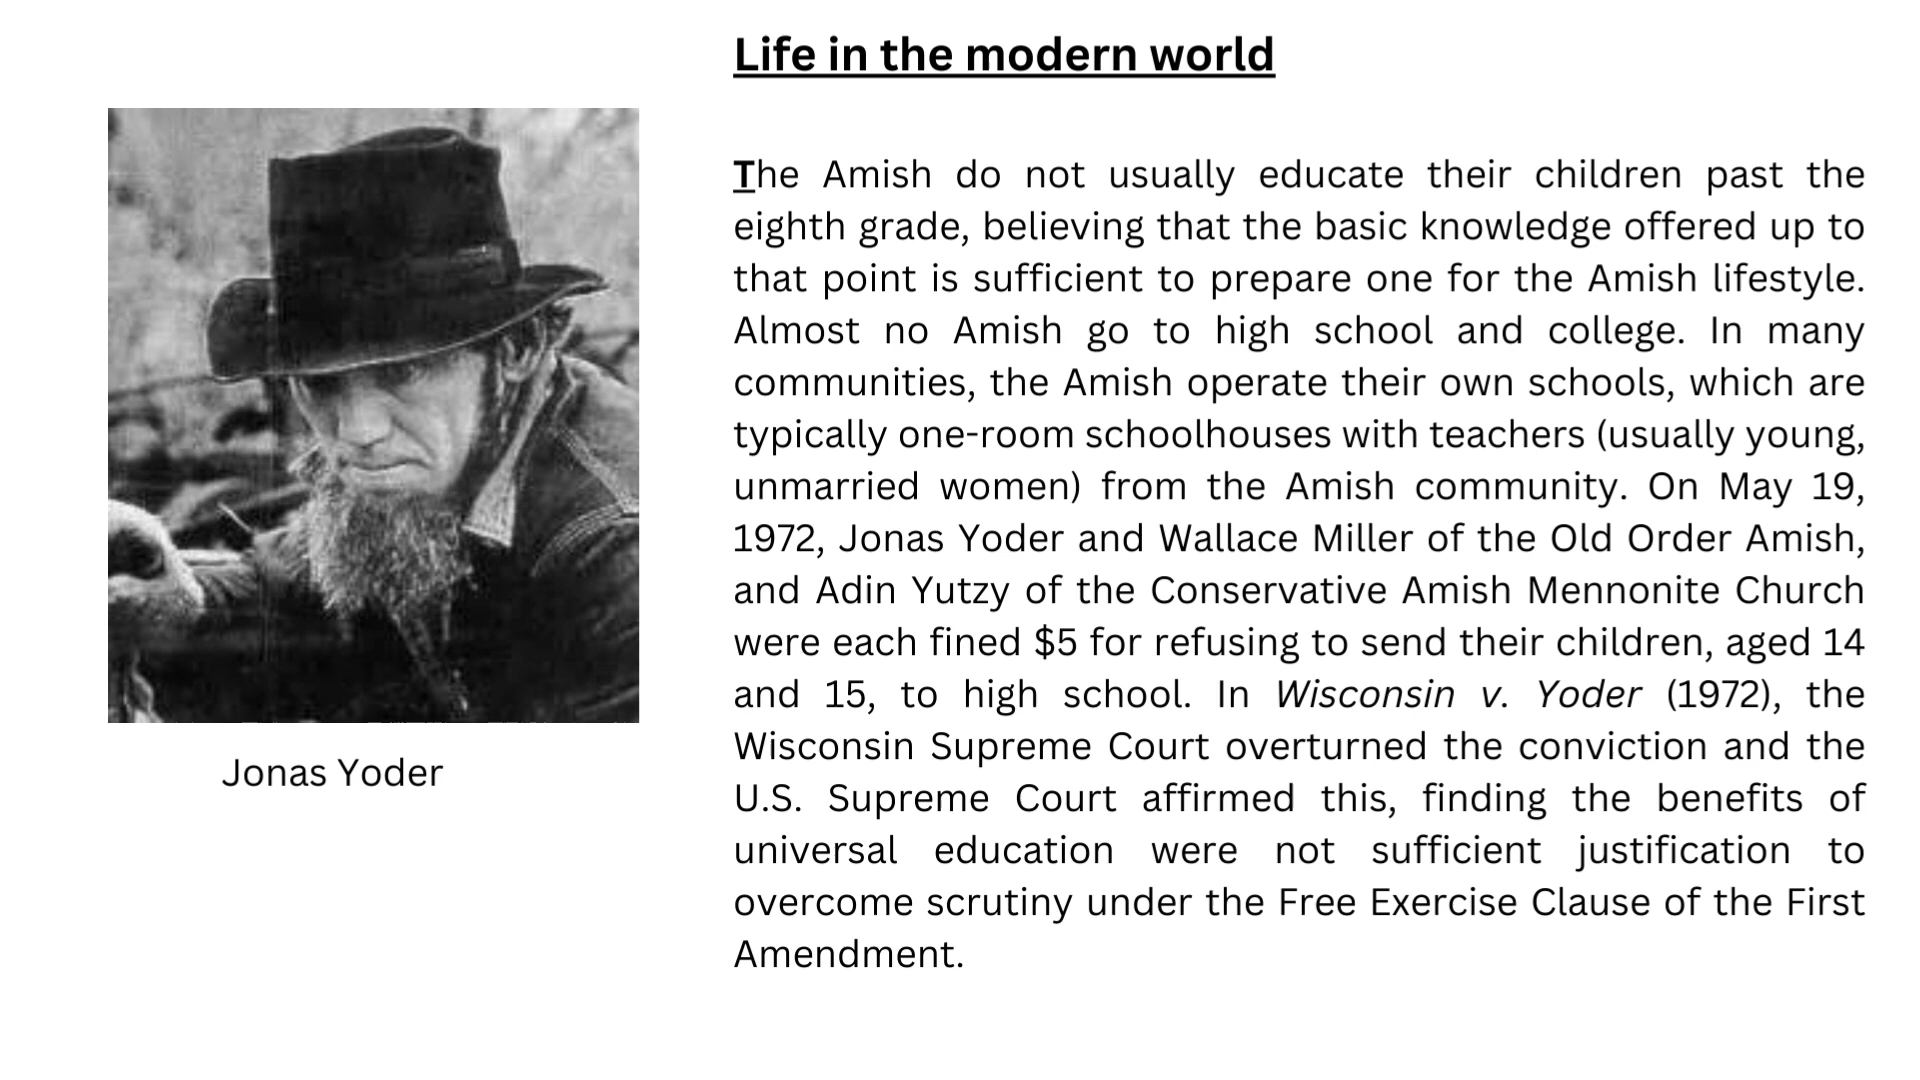 Life in the modern world
The Amish do not usually educate their children past the
eighth grade, believing that the basic knowledge offered up to
that point is sufficient to prepare one for the Amish lifestyle.
Almost no Amish go to high school and college. In many
communities, the Amish operate their own schools, which are
typically one-room schoolhouses with teachers (usually young,
unmarried women) from the Amish community. On May 19,
1972, Jonas Yoder and Wallace Miller of the Old Order Amish,
and Adin Yutzy of the Conservative Amish Mennonite Church
were each fined $5 for refusing to send their children, aged 14
and 15, to high school. In Wisconsin v. Yoder (1972), the
Wisconsin Supreme Court overturned the conviction and the
U.S. Supreme Court affirmed this, finding the benefits of
universal education were not sufficient justification to
overcome scrutiny under the Free Exercise Clause of the First
Amendment.
Jonas Yoder